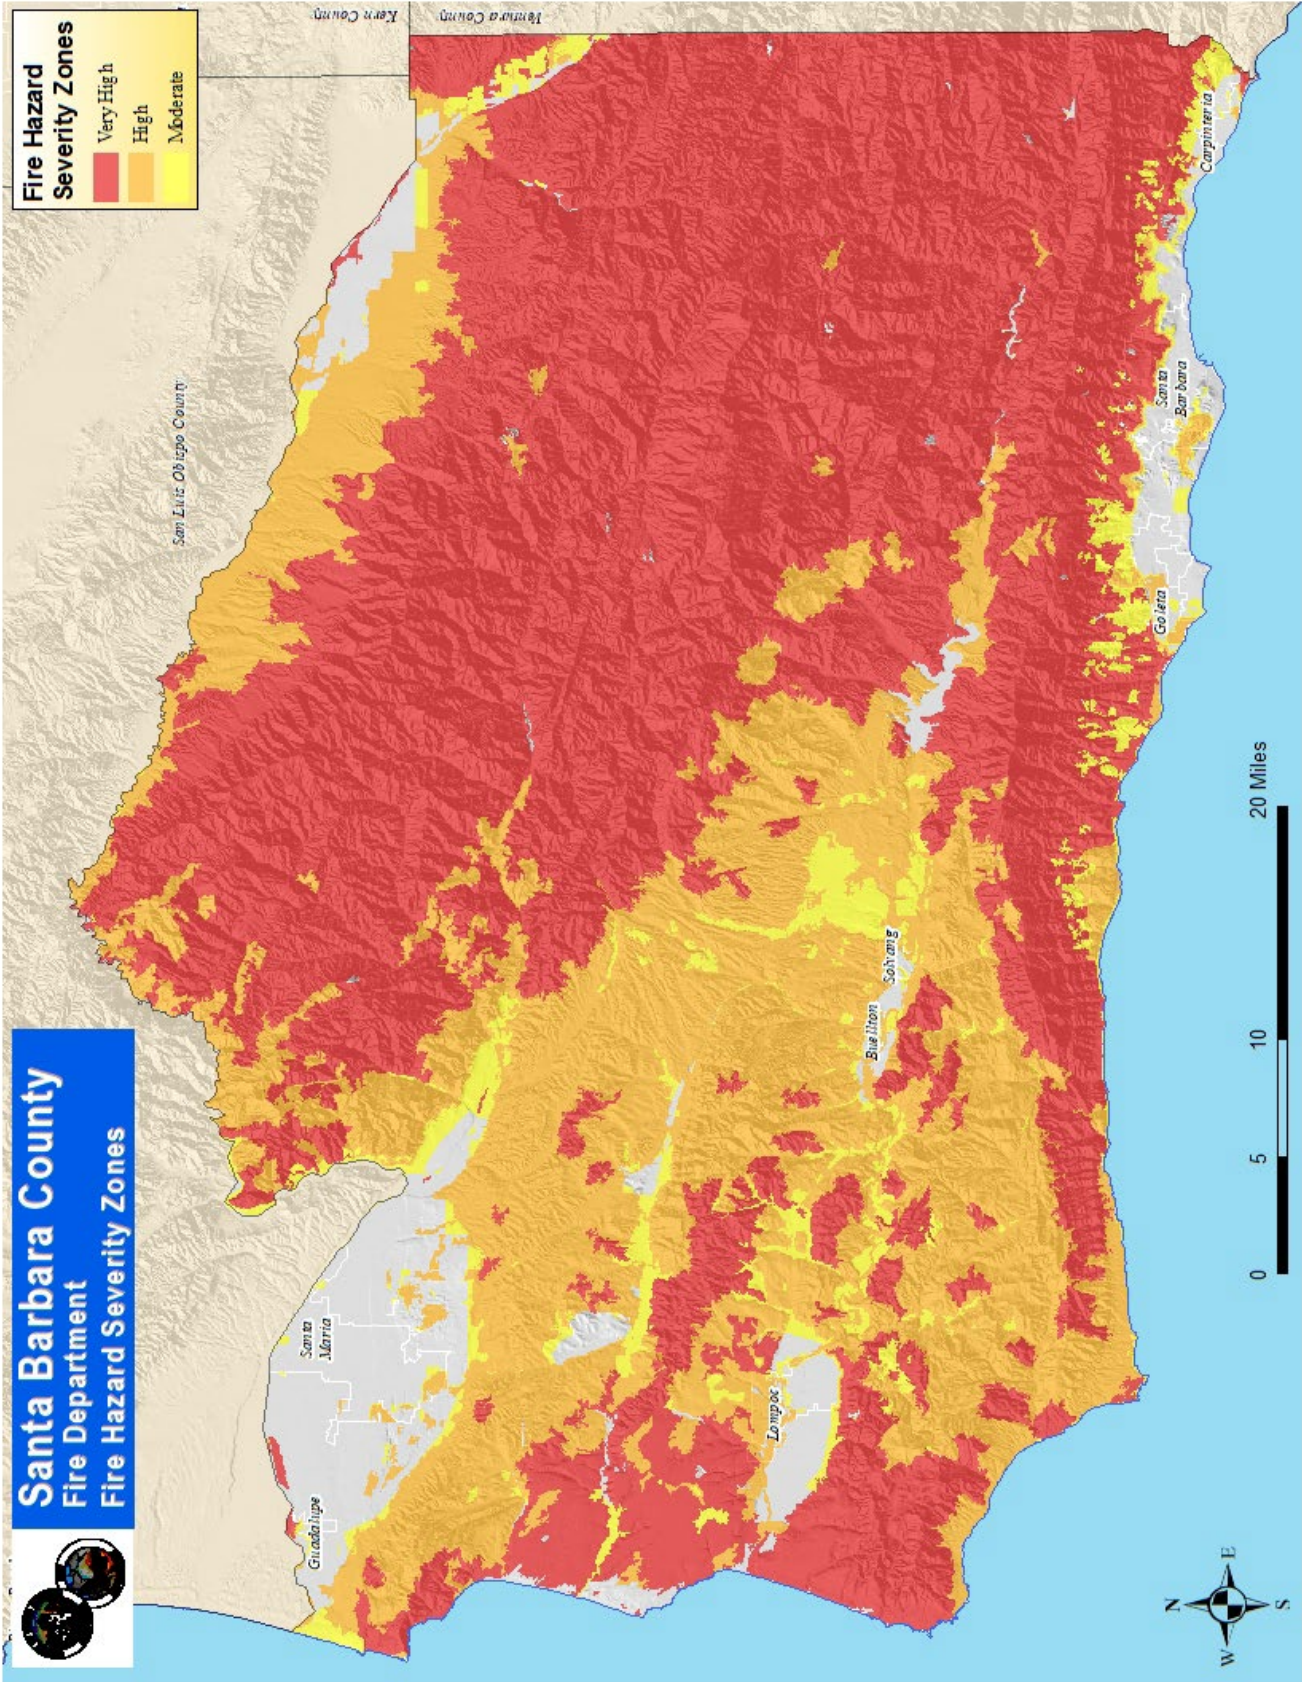 Santa Barbara County
Fire Department
Fire Hazard Severity Zones
Fire Hazard
Severity Zones
Very High
High
Moderate
San Luis Obispo County
Kern County
Ventura County
Guadalupe
Santa
Maria
Lompoc
Buellton
Solvang
Goleta
Santa
Barbara
Carpinteria
N
W
E
S
0
5
10
20 Miles